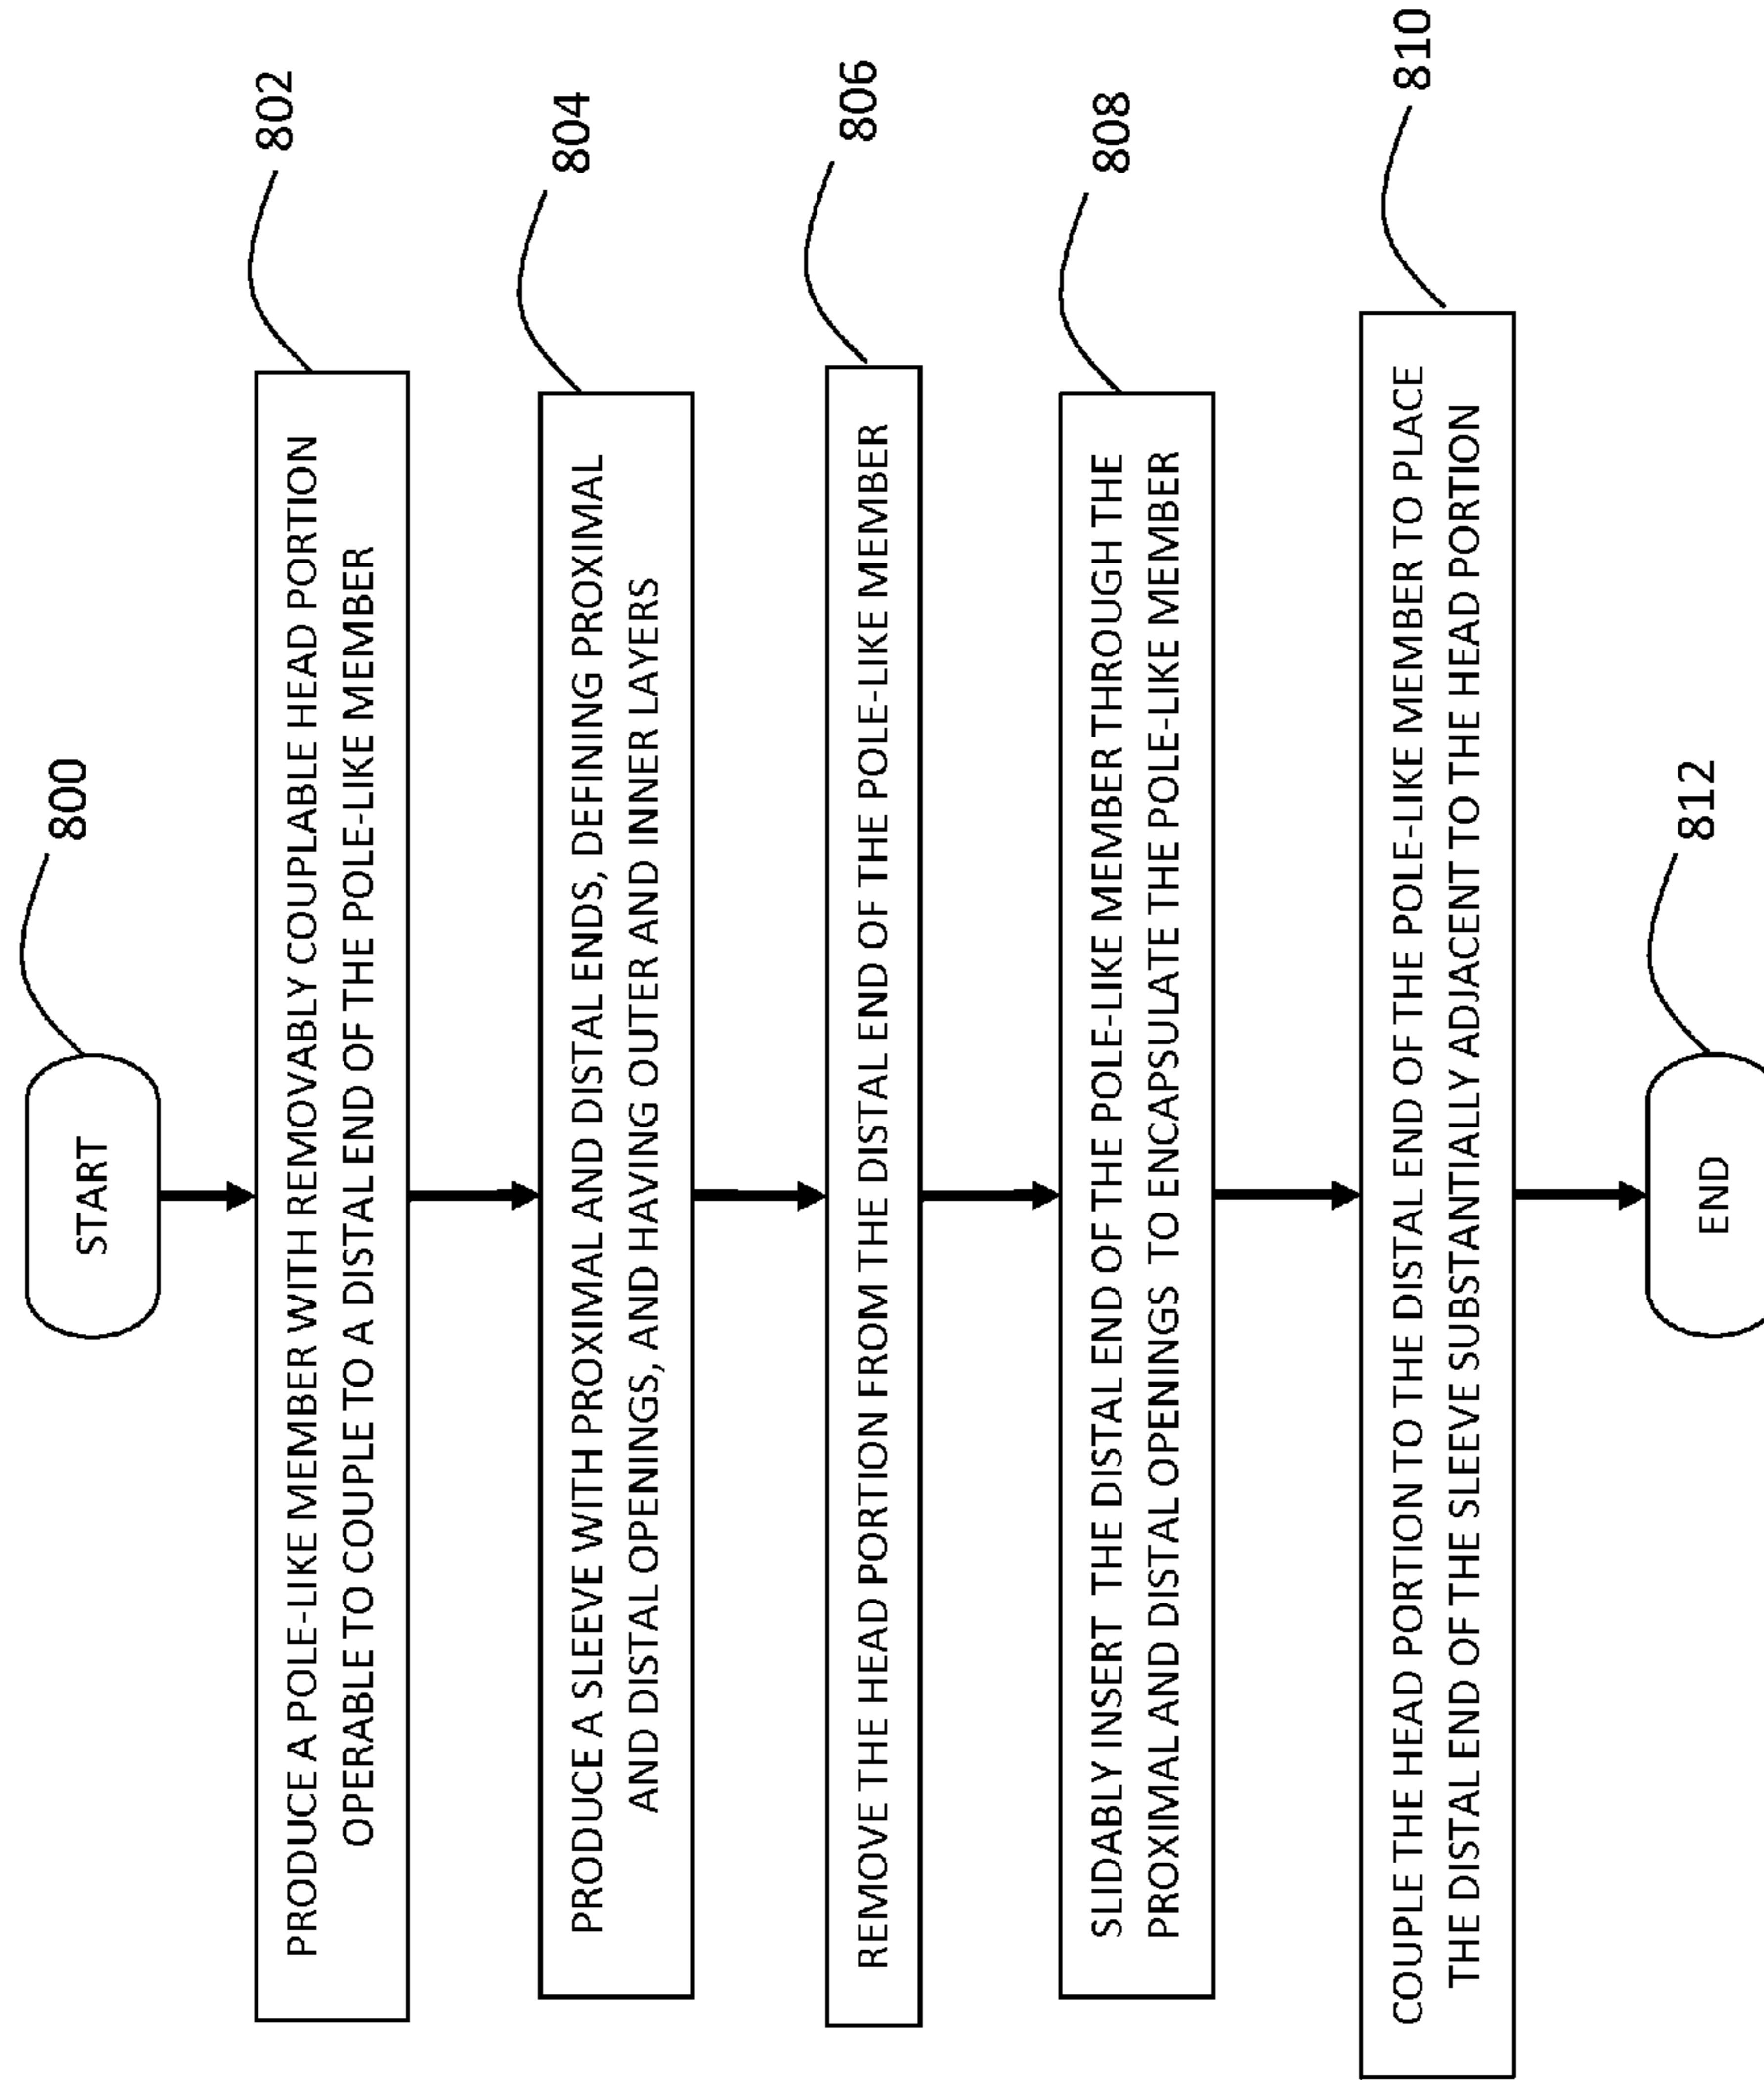 800
START
802
PRODUCE A POLE-LIKE MEMBER WITH REMOVABLY COUPLABLE HEAD PORTION
OPERABLE TO COUPLE TO A DISTAL END OF THE POLE-LIKE MEMBER
804
PRODUCE A SLEEVE WITH PROXIMAL AND DISTAL ENDS, DEFINING PROXIMAL
AND DISTAL OPENINGS, AND HAVING OUTER AND INNER LAYERS
806
REMOVE THE HEAD PORTION FROM THE DISTAL END OF THE POLE-LIKE MEMBER
808
SLIDABLY INSERT THE DISTAL END OF THE POLE-LIKE MEMBER THROUGH THE
PROXIMAL AND DISTAL OPENINGS TO ENCAPSULATE THE POLE-LIKE MEMBER
810
COUPLE THE HEAD PORTION TO THE DISTAL END OF THE POLE-LIKE MEMBER TO PLACE
THE DISTAL END OF THE SLEEVE SUBSTANTIALLY ADJACENT TO THE HEAD PORTION
812
END